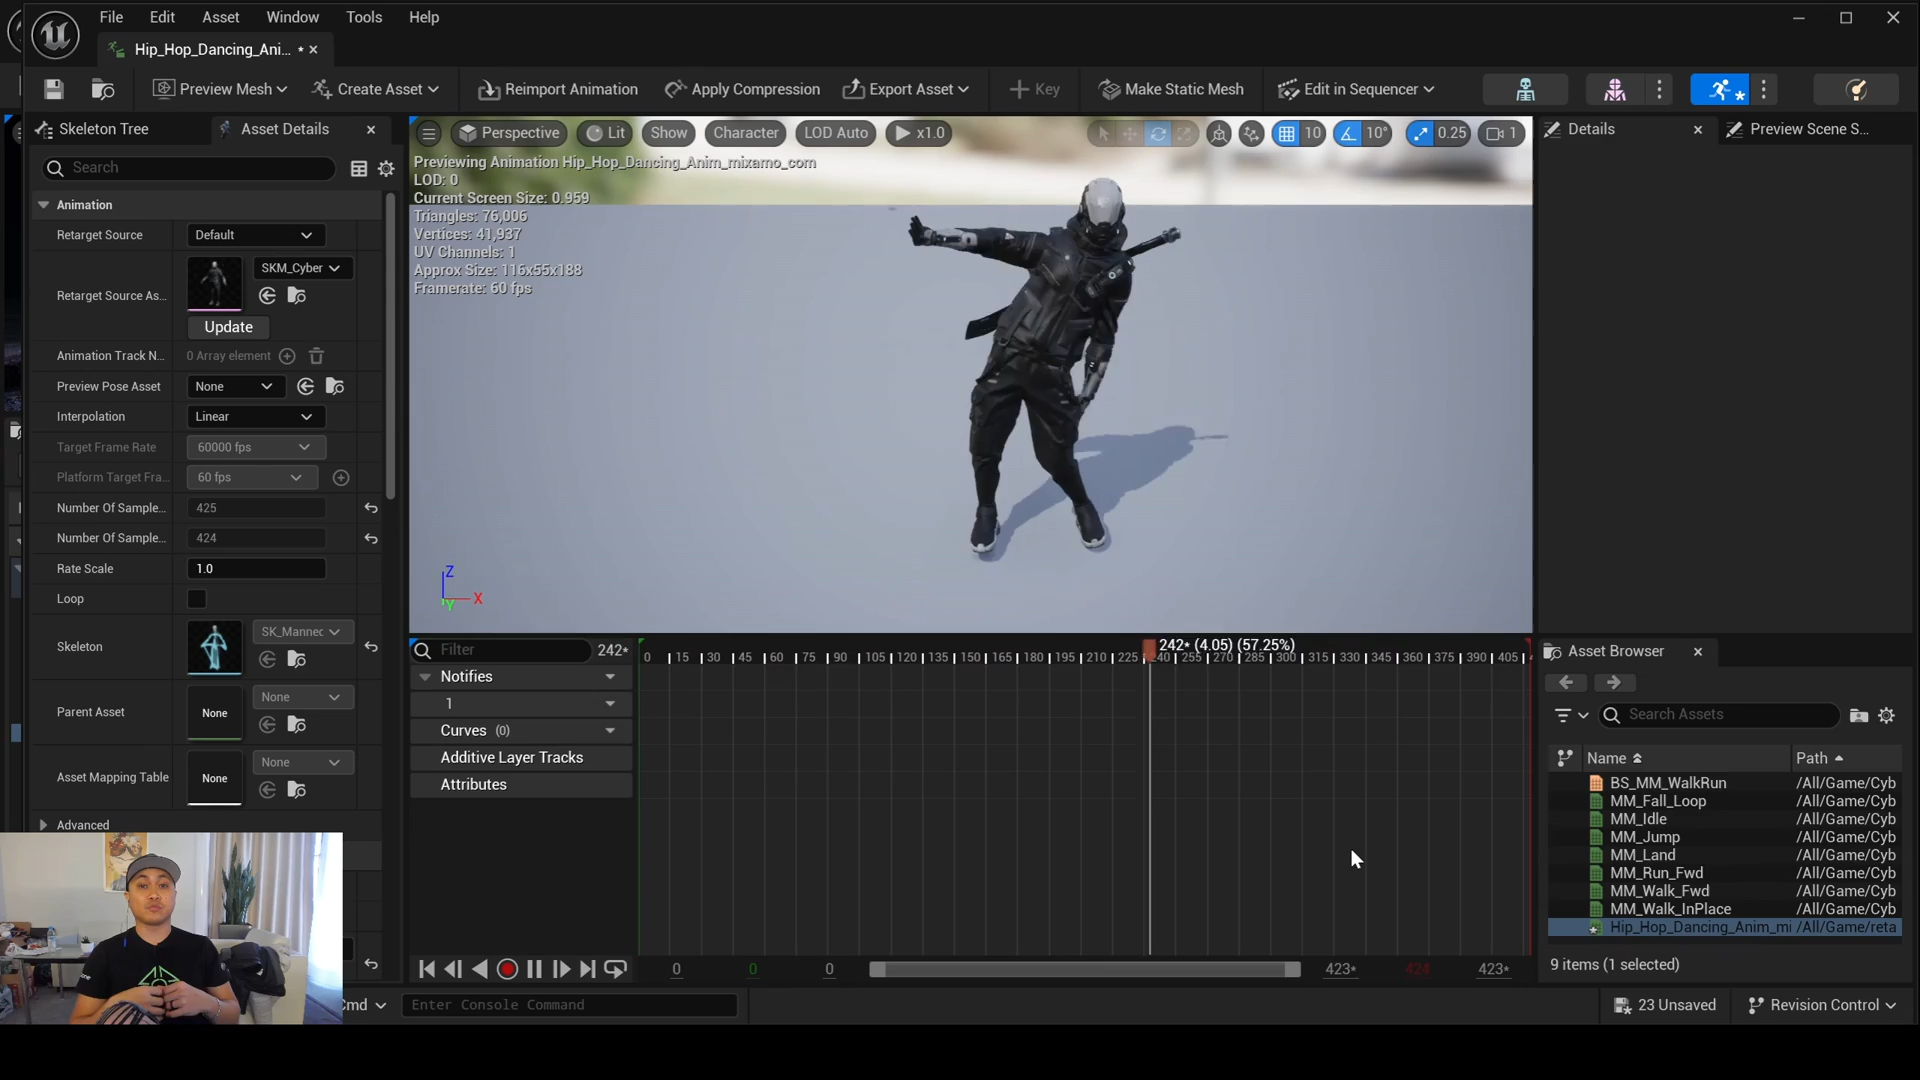 File Edit Asset Window Tools Help
Hip_Hop_Dancing_Ani... *
Preview Mesh Create Asset Reimport Animation Apply Compression Export Asset Key Make Static Mesh Edit in Sequencer
Skeleton Tree Asset Details
Search
Animation
Retarget Source Default
Retarget Source As... SKM_Cyber
Update
Animation Track N... 0 Array element
Preview Pose Asset None
Interpolation Linear
Target Frame Rate 60000 fps
Platform Target Fra... 60 fps
Number Of Sample... 425
Number Of Sample... 424
Rate Scale 1.0
Loop
Skeleton SK_Mannec
Parent Asset None None
Asset Mapping Table None None
Advanced
Perspective Lit Show Character LOD Auto x1.0 10 10° 0.25 1
Previewing Animation Hip_Hop_Dancing_Anim_mixamo_com
LOD: 0
Current Screen Size: 0.959
Triangles: 76,006
Vertices: 41,937
UV Channels: 1
Approx Size: 116x55x188
Framerate: 60 fps
Z
X
Y
Filter 242*
242* (4.05) (57.25%)
0 15 30 45 60 75 90 105 120 135 150 165 180 195 210 225 240 255 270 285 300 315 330 345 360 375 390 405
Notifies
1
Curves (0)
Additive Layer Tracks
Attributes
0 0 0 423* 424 423*
Cmd Enter Console Command
Details Preview Scene S...
Asset Browser
Search Assets
Name Path
BS_MM_WalkRun /All/Game/Cyb
MM_Fall_Loop /All/Game/Cyb
MM_Idle /All/Game/Cyb
MM_Jump /All/Game/Cyb
MM_Land /All/Game/Cyb
MM_Run_Fwd /All/Game/Cyb
MM_Walk_Fwd /All/Game/Cyb
MM_Walk_InPlace /All/Game/Cyb
Hip_Hop_Dancing_Anim_mi /All/Game/reta
9 items (1 selected)
23 Unsaved Revision Control